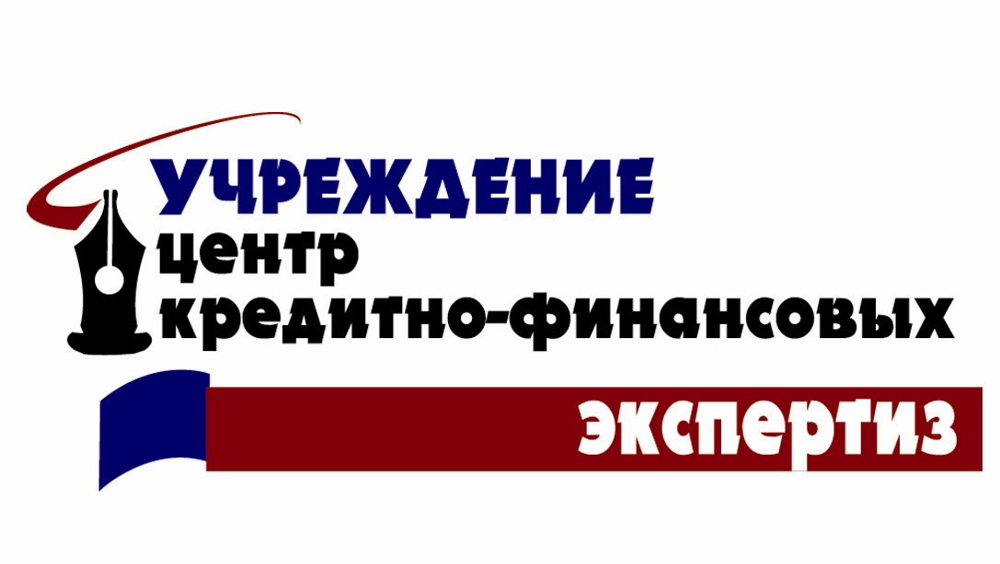 УЧРЕЖДЕНИЕ
центр
кредитно-финансовых
экспертиз